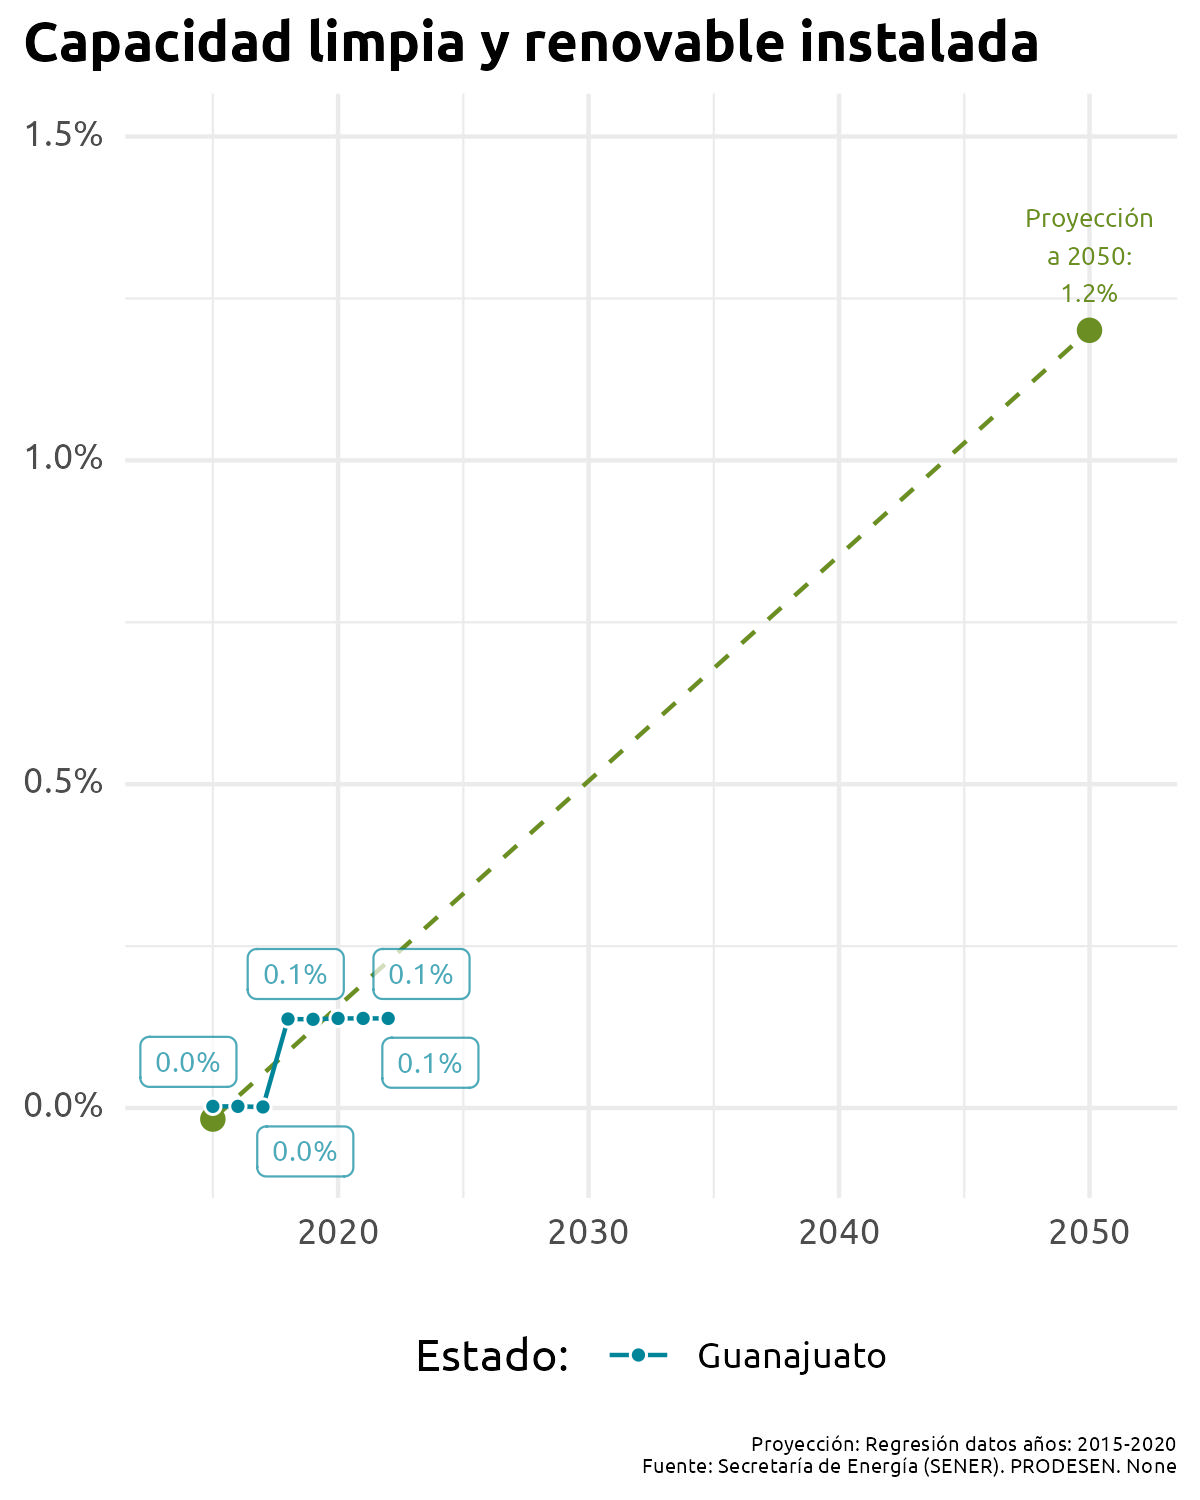 Capacidad limpia y renovable instalada
1.5%
Proyección
a 2050:
1.2%
1.0%
0.5%
0.1%
0.1%
0.0%
0.1%
0.0%
0.0%
2020
2030
2040
2050
Estado:
Guanajuato
Proyección: Regresión datos años: 2015-2020
Fuente: Secretaría de Energía (SENER). PRODESEN. None